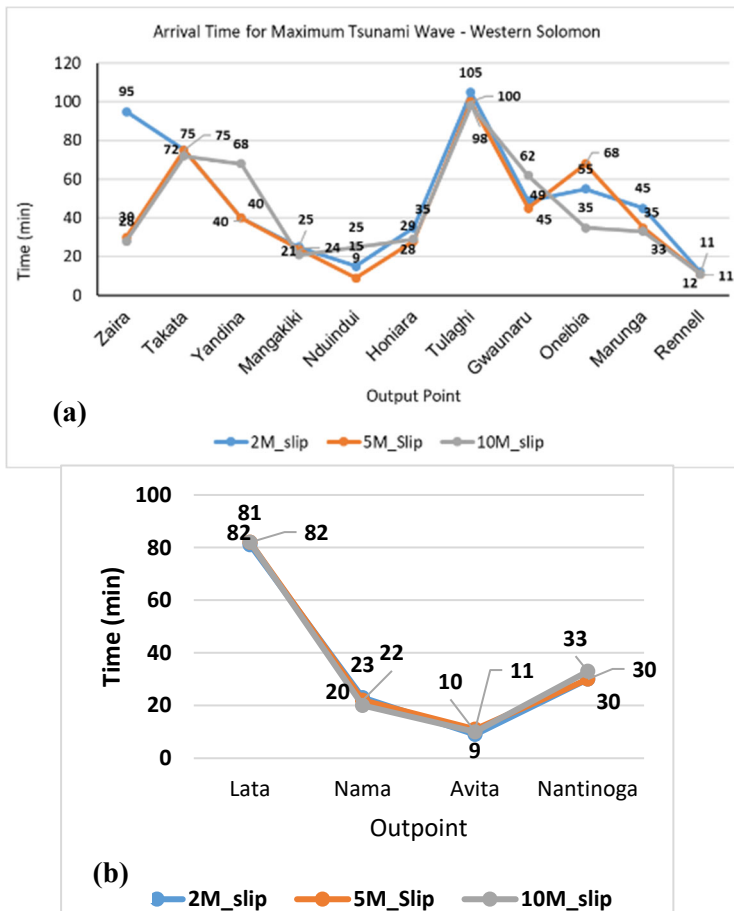 Arrival Time for Maximum Tsunami Wave - Western Solomon
120
100
80
60
40
20
0
Time (min)
95
30
28
75
75
72
68
40
40
25
24
21
25
15
9
35
29
28
105
100
98
62
49
45
68
55
35
45
35
33
11
12
11
Zaira
Takata
Yandina
Mangakiki
Nduindui
Honiara
Tulaghi
Gwaunaru
Oneibia
Marunga
Rennell
Output Point
(a)
2M_slip 5M_Slip 10M_slip
100
80
60
40
20
0
Time (min)
81
82
82
23
22
20
10
11
9
33
30
30
Lata
Nama
Avita
Nantinoga
Outpoint
(b)
2M_slip 5M_Slip 10M_slip